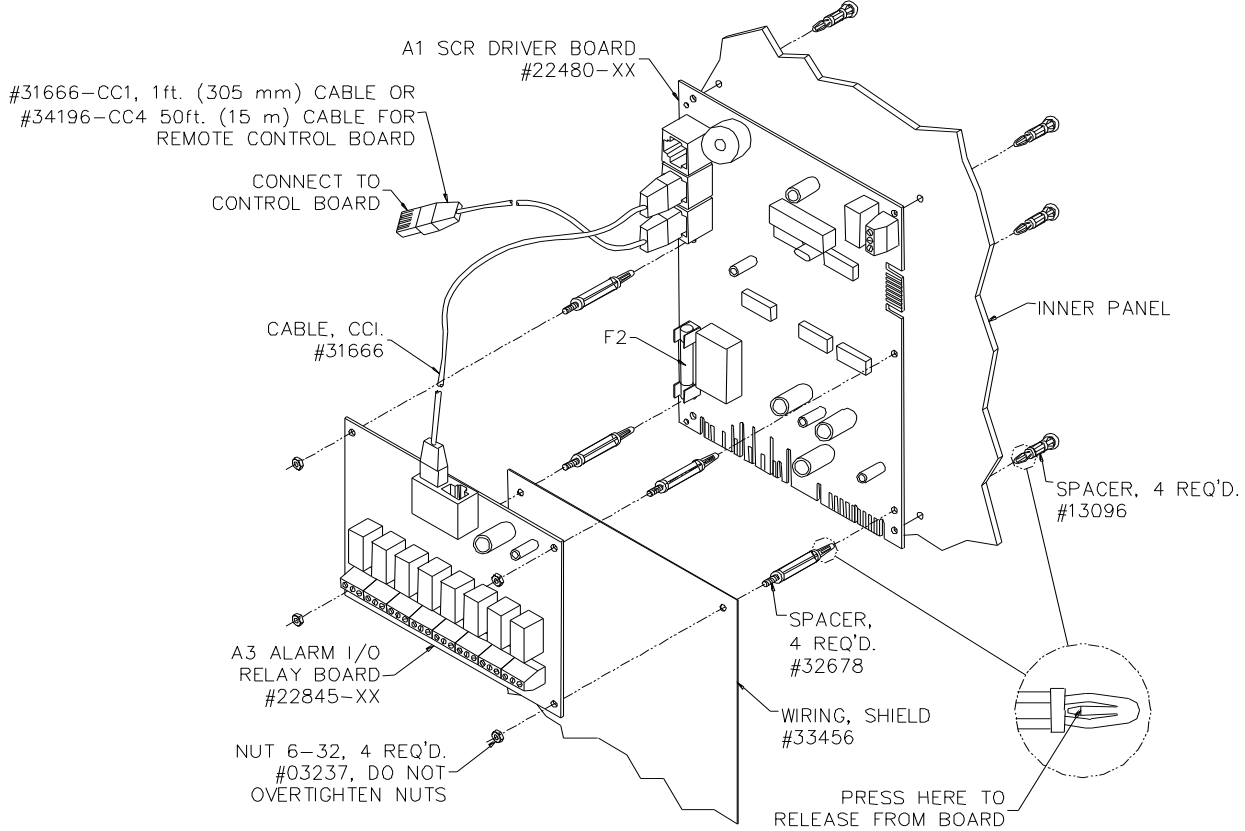 A1 SCR DRIVER BOARD
#22480-XX
#31666-CC1, 1ft. (305 mm) CABLE OR
#34196-CC4 50ft. (15 m) CABLE FOR
REMOTE CONTROL BOARD
CONNECT TO
CONTROL BOARD
CABLE, CCI.
#31666
F2
INNER PANEL
SPACER, 4 REQ'D.
#13096
SPACER,
4 REQ'D.
#32678
A3 ALARM I/O
RELAY BOARD
#22845-XX
WIRING, SHIELD
#33456
NUT 6-32, 4 REQ'D.
#03237, DO NOT
OVERTIGHTEN NUTS
PRESS HERE TO
RELEASE FROM BOARD